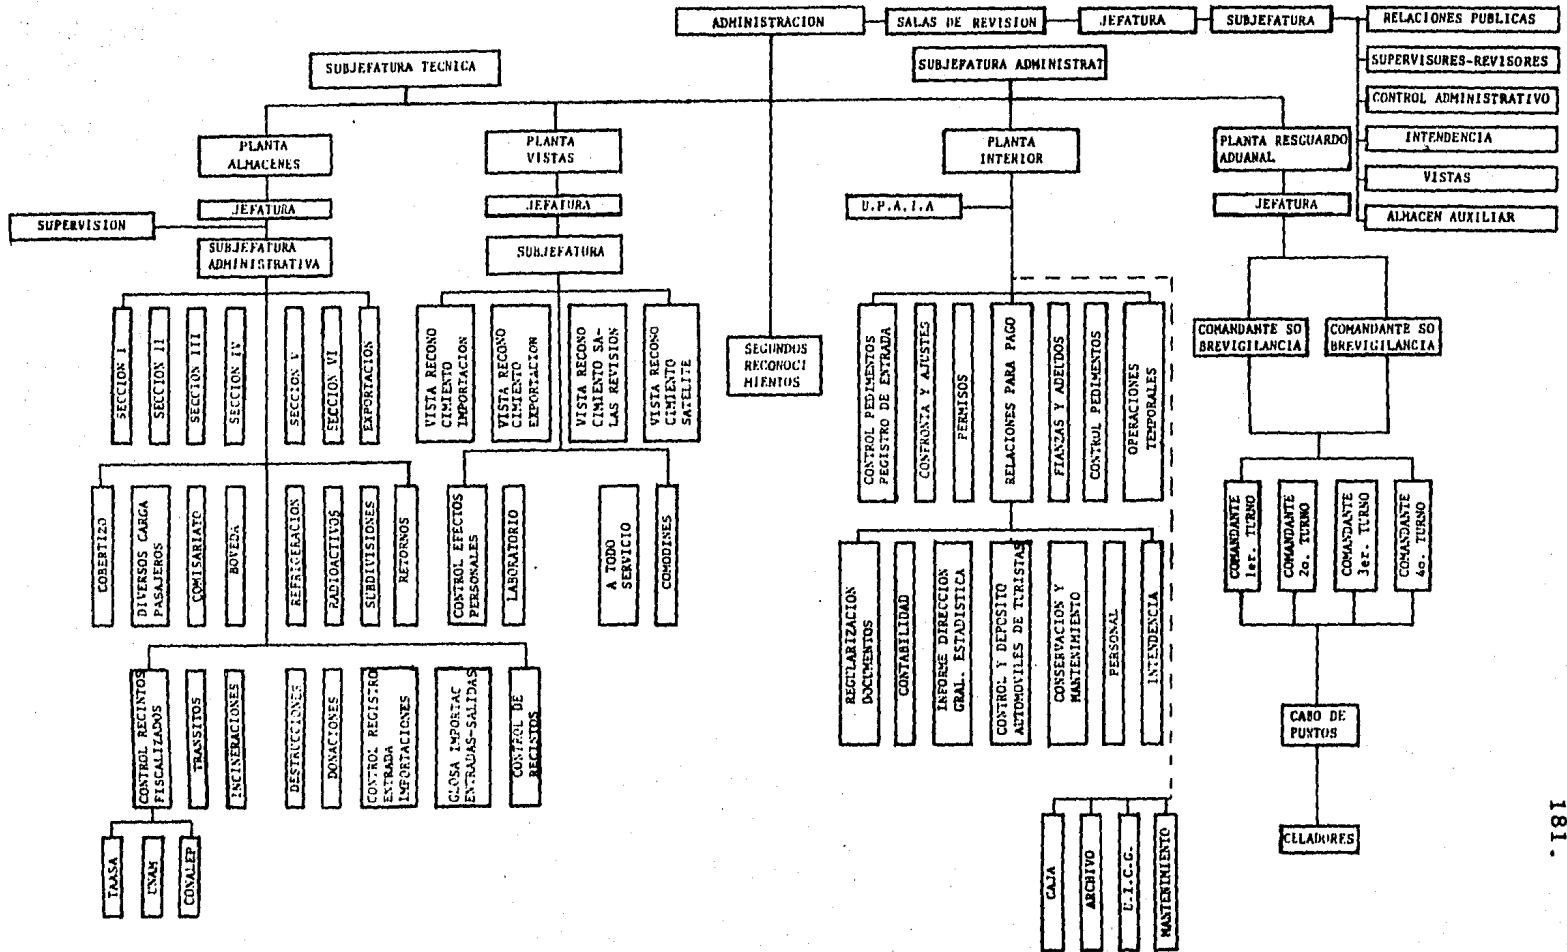 ADMINISTRACION
SALAS DE REVISION
JEFATURA
SUBJEFATURA
RELACIONES PUBLICAS
SUPERVISORES-REVISORES
CONTROL ADMINISTRATIVO
INTENDENCIA
VISTAS
ALMACEN AUXILIAR
SUBJEFATURA TECNICA
SUBJEFATURA ADMINISTRAT
PLANTA
ALMACENES
PLANTA
VISTAS
PLANTA
INTERIOR
PLANTA RESGUARDO
ADUANAL
JEFATURA
JEFATURA
U.P.A.I.A
JEFATURA
SUPERVISION
SUBJEFATURA
ADMINISTRATIVA
SUBJEFATURA
SECCION I
SECCION II
SECCION III
SECCION IV
SECCION V
SECCION VI
EXPORTACION
VISTA RECONO
CIMIENTO
IMPORTACION
VISTA RECONO
CIMIENTO
EXPORTACION
VISTA RECONO
CIMIENTO SA-
LAS REVISION
VISTA RECONO
CIMIENTO
SATELITE
SEGUNDOS
RECONOCI
MIENTOS
CONTROL PEDIMENTOS
REGISTRO DE ENTRADA
CONFRONTA Y AJUSTES
PERMISOS
RELACIONES PARA PAGO
FIANZAS Y ADEUDOS
CONTROL PEDIMENTOS
OPERACIONES
TEMPORALES
COMANDANTE SO
BREVIGILANCIA
COMANDANTE SO
BREVIGILANCIA
COBERTIZO
DIVERSOS CARGA
PASAJEROS
COMISARIATO
BOVEDA
REFRIGERACION
RADIOACTIVOS
SUBDIVISIONES
RETORNOS
CONTROL EFECTOS
PERSONALES
LABORATORIO
A TODO
SERVICIO
COMODINES
REGULARIZACION
DOCUMENTOS
CONTABILIDAD
INFORME DIRECCION
GRAL. ESTADISTICA
CONTROL Y DEPOSITO
AUTOMOVILES DE TURISTAS
CONSERVACION Y
MANTENIMIENTO
PERSONAL
INTENDENCIA
COMANDANTE
1er. TURNO
COMANDANTE
2o. TURNO
COMANDANTE
3er. TURNO
COMANDANTE
4o. TURNO
CONTROL RECINTOS
FISCALIZADOS
TRANSITOS
INCINERACIONES
DESTRUCCIONES
DONACIONES
CONTROL REGISTRO
ENTRADA
IMPORTACIONES
GLOSA IMPORTAC
ENTRADAS-SALIDAS
CONTROL DE
RECINTOS
CABO DE
PUNTOS
TAASA
UNAM
CONALEP
CAJA
ARCHIVO
U.I.C.G.
MANTENIMIENTO
CELADORES
181.